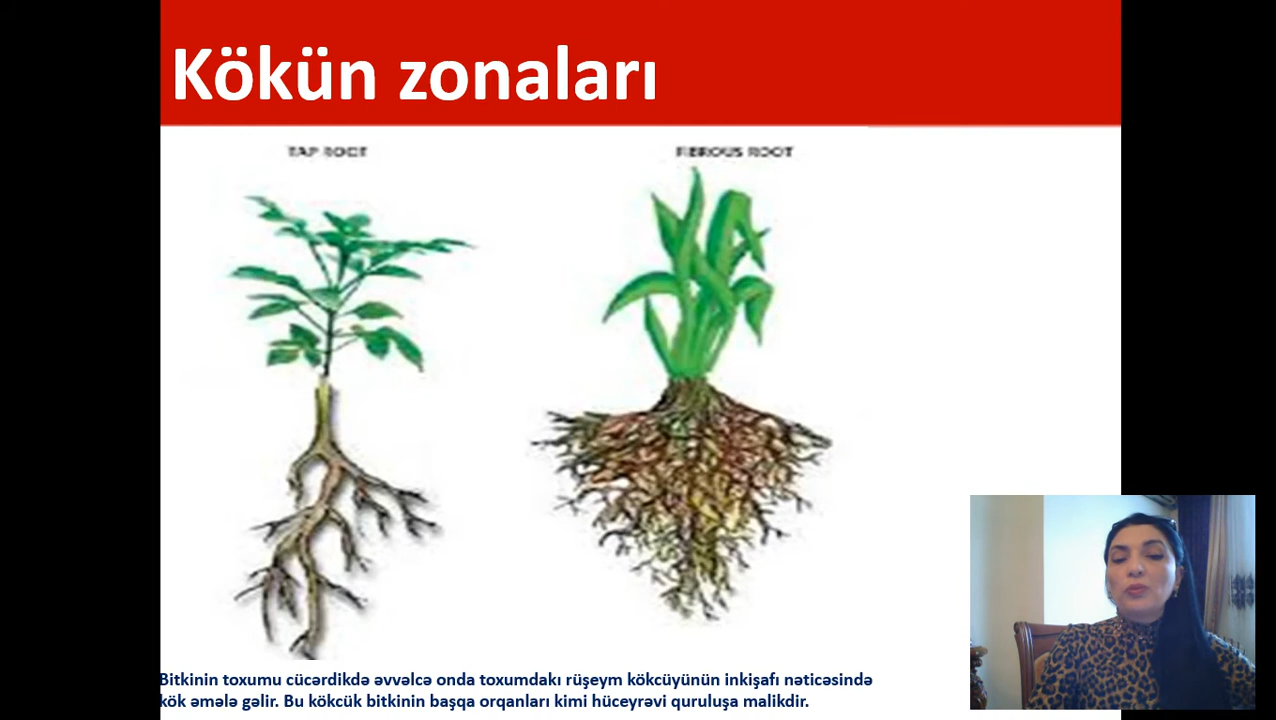 Kökün zonaları
TAP ROOT
FIBROUS ROOT
Bitkinin toxumu cücərdikdə əvvəlcə onda toxumdakı rüşeym kökcüyünün inkişafı nəticəsində
kök əmələ gəlir. Bu kökcük bitkinin başqa orqanları kimi hüceyrəvi quruluşa malikdir.